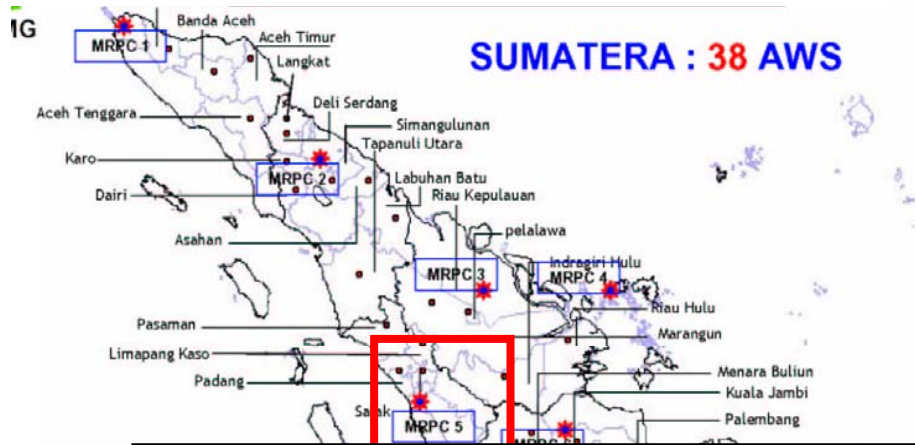 MG
SUMATERA : 38 AWS
Banda Aceh
MRPC 1
Aceh Timur
Langkat
Deli Serdang
Aceh Tenggara
Simangulunan
Tapanuli Utara
Karo
MRPC 2
Labuhan Batu
Dairi
Riau Kepulauan
pelalawa
Asahan
Indragiri Hulu
MRPC 3
MRPC 4
Riau Hulu
Pasaman
Marangun
Limapang Kaso
Menara Buliun
Padang
Kuala Jambi
Salak
Palembang
MRPC 5